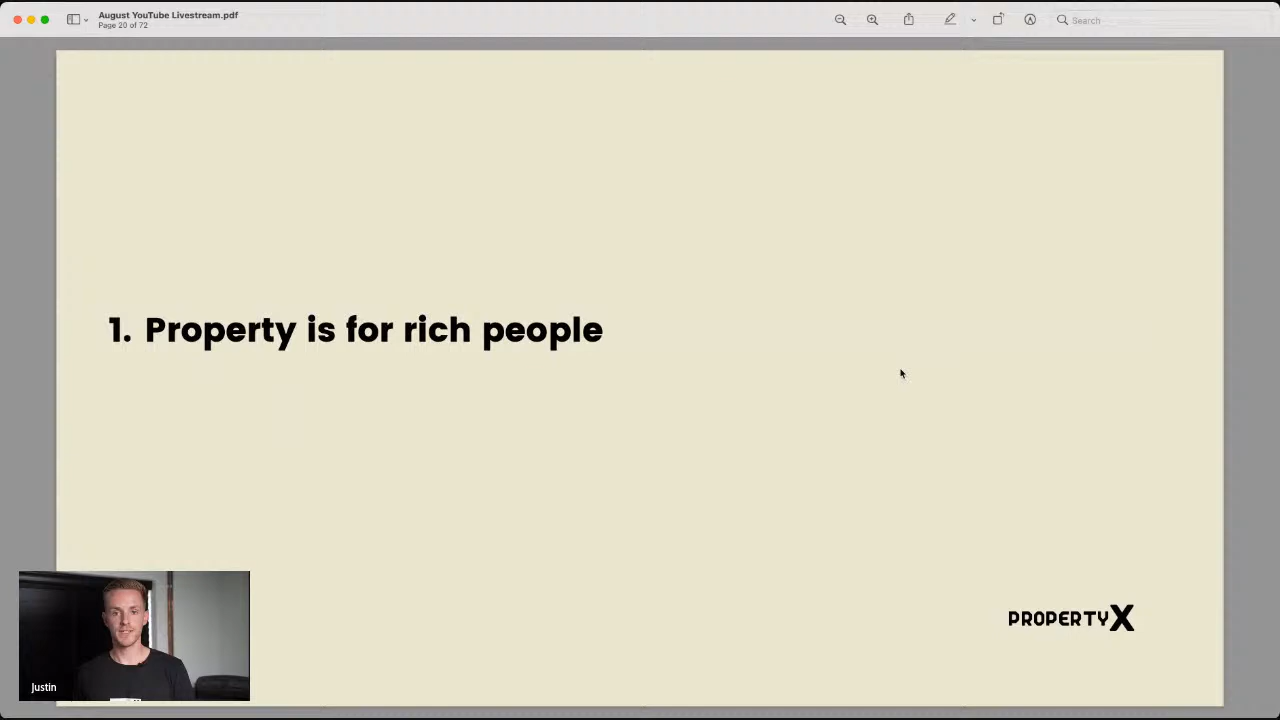 August YouTube Livestream.pdf
Page 20 of 72
Search
1. Property is for rich people
PROPERTYX
Justin